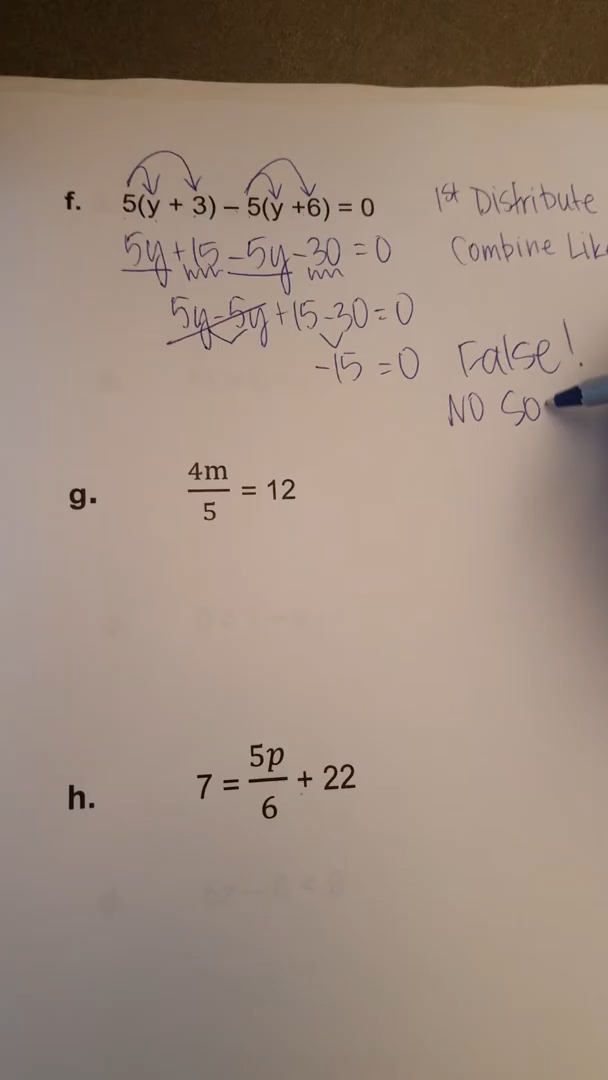 f. 5(y + 3) – 5(y +6) = 0 1st Distribute
5y+15-5y-30=0 Combine Like
5y-5y+15-30=0
-15=0 False!
NO SO
g. 4m/5 = 12
h. 7 = 5p/6 + 22